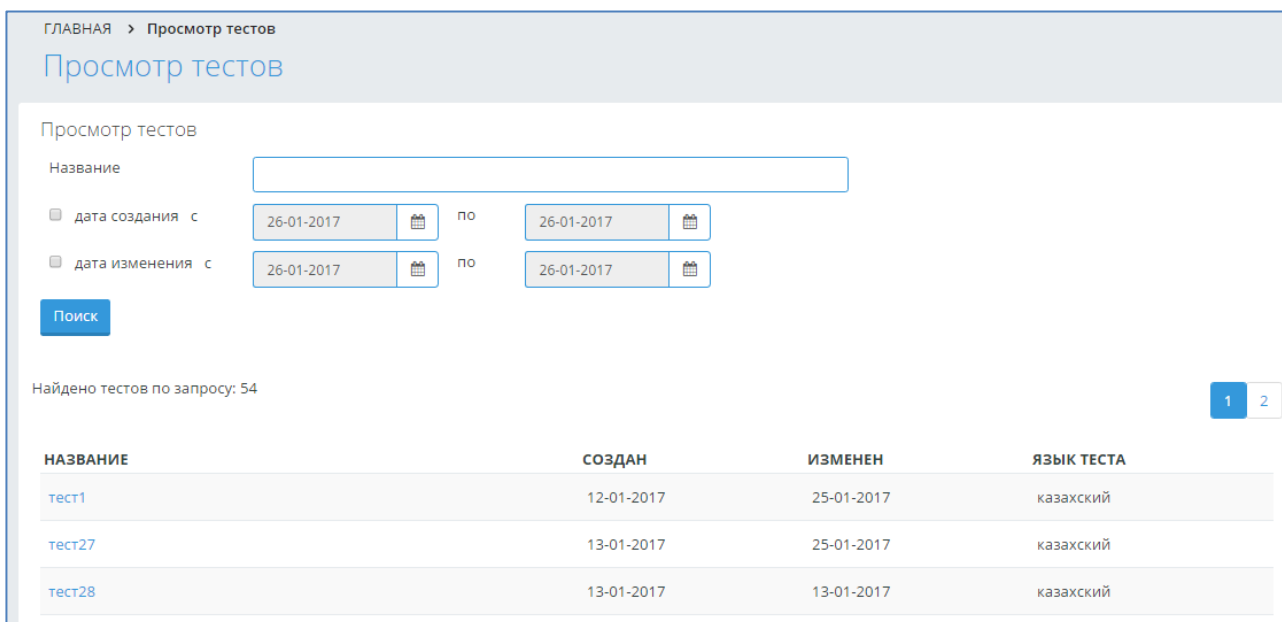 ГЛАВНАЯ > Просмотр тестов
Просмотр тестов
Просмотр тестов
Название
дата создания с 26-01-2017 по 26-01-2017
дата изменения с 26-01-2017 по 26-01-2017
Поиск
Найдено тестов по запросу: 54 1 2
НАЗВАНИЕ СОЗДАН ИЗМЕНЕН ЯЗЫК ТЕСТА
тест1 12-01-2017 25-01-2017 казахский
тест27 13-01-2017 25-01-2017 казахский
тест28 13-01-2017 13-01-2017 казахский